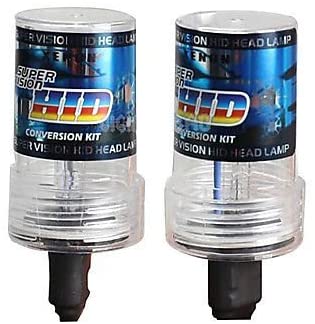 SUPER VISION HID HEAD LAMP
XENON
SUPER
VISION
HID
CONVERSION KIT
SUPER VISION HID HEAD LAMP
SUPER VISION HID HEAD LAMP
SUPER
VISION
HID
CONVERSION KIT
SUPER VISION HID HEAD LAMP